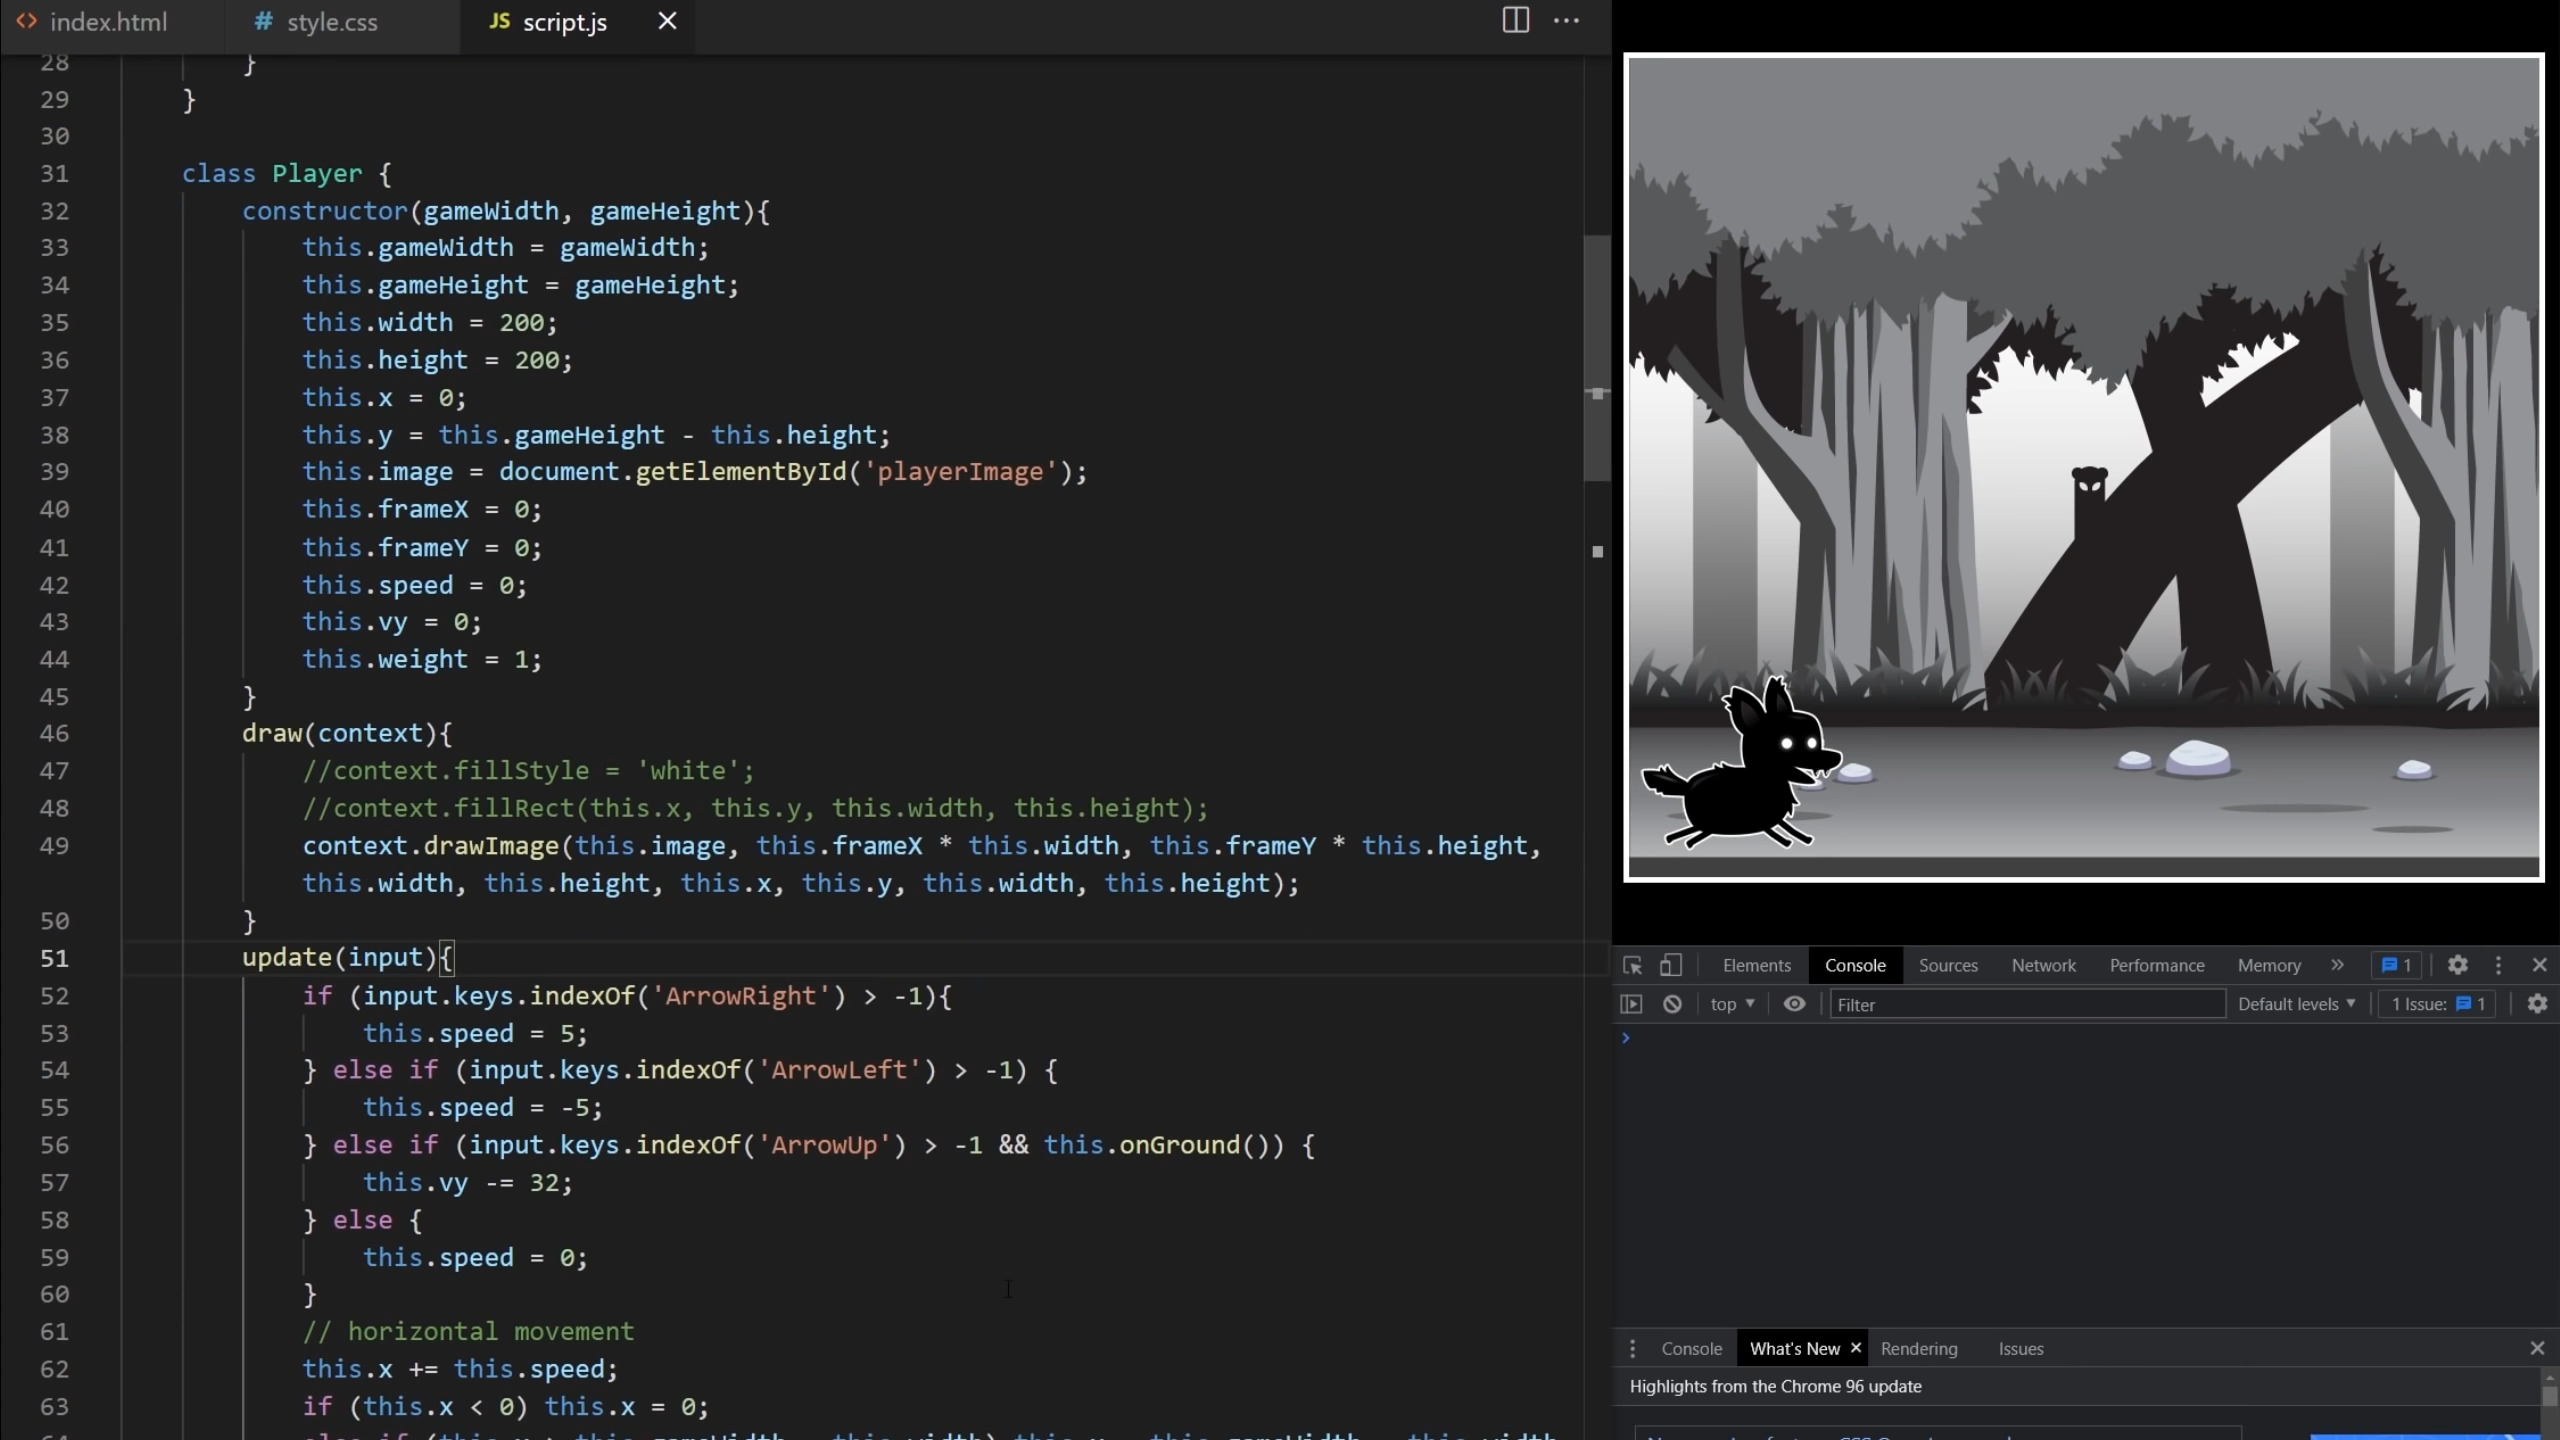 <> index.html # style.css JS script.js
28 }
29 }
30
31 class Player {
32 constructor(gameWidth, gameHeight){
33 this.gameWidth = gameWidth;
34 this.gameHeight = gameHeight;
35 this.width = 200;
36 this.height = 200;
37 this.x = 0;
38 this.y = this.gameHeight - this.height;
39 this.image = document.getElementById('playerImage');
40 this.frameX = 0;
41 this.frameY = 0;
42 this.speed = 0;
43 this.vy = 0;
44 this.weight = 1;
45 }
46 draw(context){
47 //context.fillStyle = 'white';
48 //context.fillRect(this.x, this.y, this.width, this.height);
49 context.drawImage(this.image, this.frameX * this.width, this.frameY * this.height,
this.width, this.height, this.x, this.y, this.width, this.height);
50 }
51 update(input){
52 if (input.keys.indexOf('ArrowRight') > -1){
53 this.speed = 5;
54 } else if (input.keys.indexOf('ArrowLeft') > -1) {
55 this.speed = -5;
56 } else if (input.keys.indexOf('ArrowUp') > -1 && this.onGround()) {
57 this.vy -= 32;
58 } else {
59 this.speed = 0;
60 }
61 // horizontal movement
62 this.x += this.speed;
63 if (this.x < 0) this.x = 0;
Elements Console Sources Network Performance Memory » 1
top Filter Default levels 1 Issue: 1
Console What's New Rendering Issues
Highlights from the Chrome 96 update